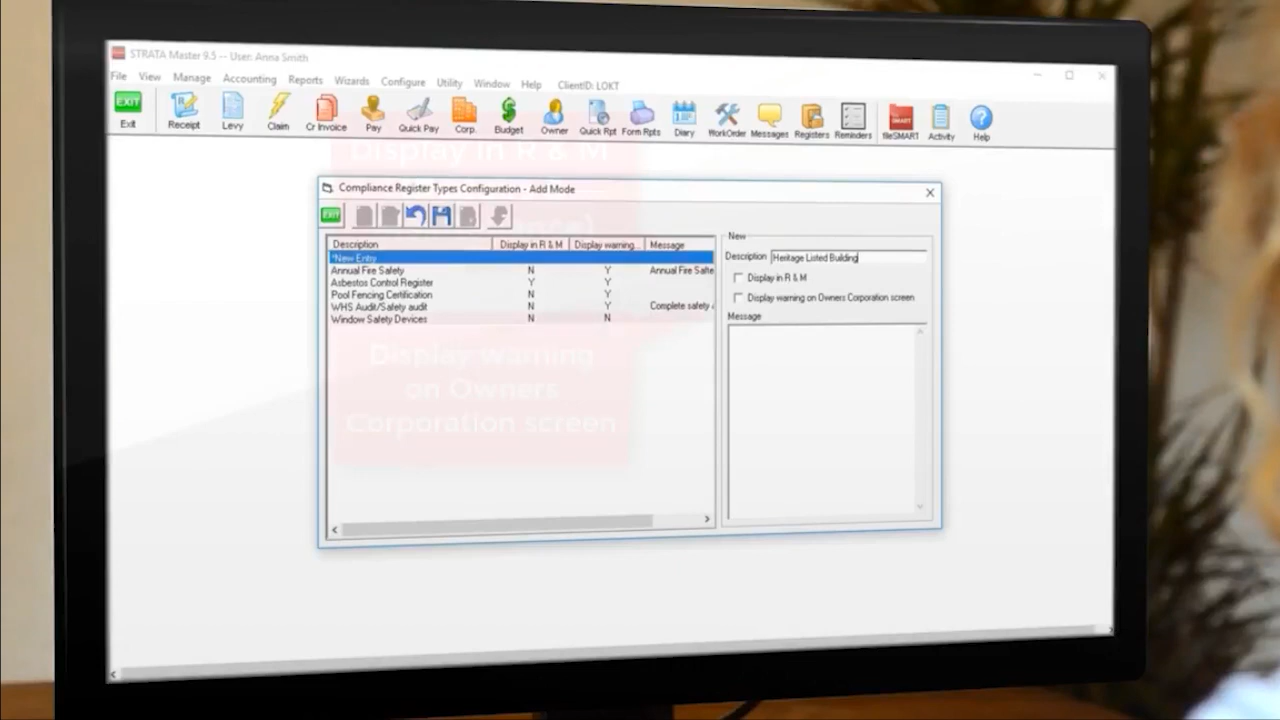 STRATA Master 9.5 -- User: Anna Smith
File View Manage Accounting Reports Wizards Configure Utility Window Help ClientID: LOKT
EXIT
Exit Receipt Levy Claim Cr Invoice Pay Quick Pay Corp. Budget Owner Quick Rpt Form Rpts Diary WorkOrder Messages Registers Reminders fileSMART Activity Help
Display in R & M
Compliance Register Types Configuration - Add Mode
EXIT
Description Display in R & M Display warning... Message
*New Entry
Annual Fire Safety N Y Annual Fire Safte
Asbestos Control Register Y Y
Pool Fencing Certification N Y
WHS Audit/Safety audit N Y Complete safety
Window Safety Devices N N
New
Description Heritage Listed Building
Display in R & M
Display warning on Owners Corporation screen
Message
Display warning
on Owners
Corporation screen